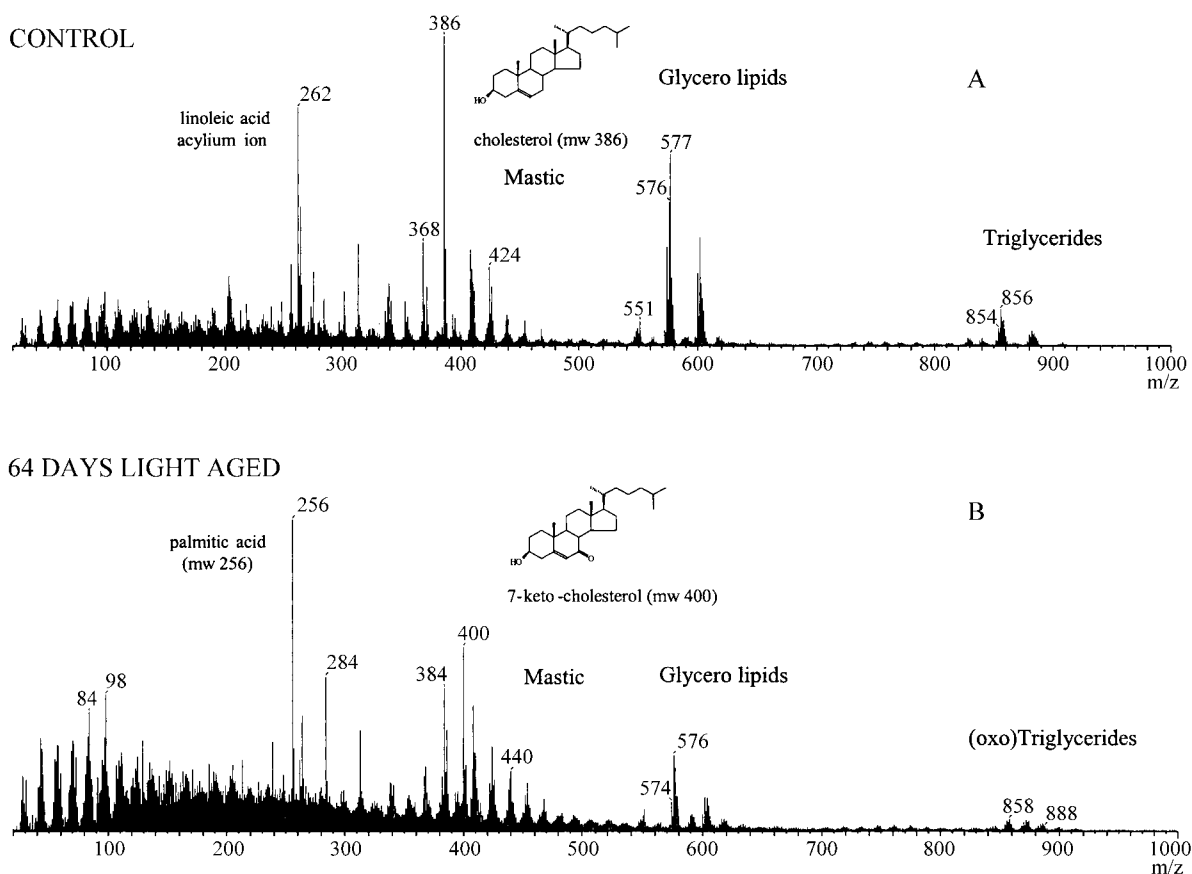 CONTROL
386
HO
Glycero lipids
A
262
linoleic acid
acylium ion
cholesterol (mw 386)
577
Mastic
576
368
424
Triglycerides
551
854
856
100 200 300 400 500 600 700 800 900 1000
m/z
64 DAYS LIGHT AGED
256
B
palmitic acid
(mw 256)
HO
O
7-keto-cholesterol (mw 400)
400
284
384
Mastic
Glycero lipids
84
98
576
(oxo)Triglycerides
440
574
858
888
100 200 300 400 500 600 700 800 900 1000
m/z